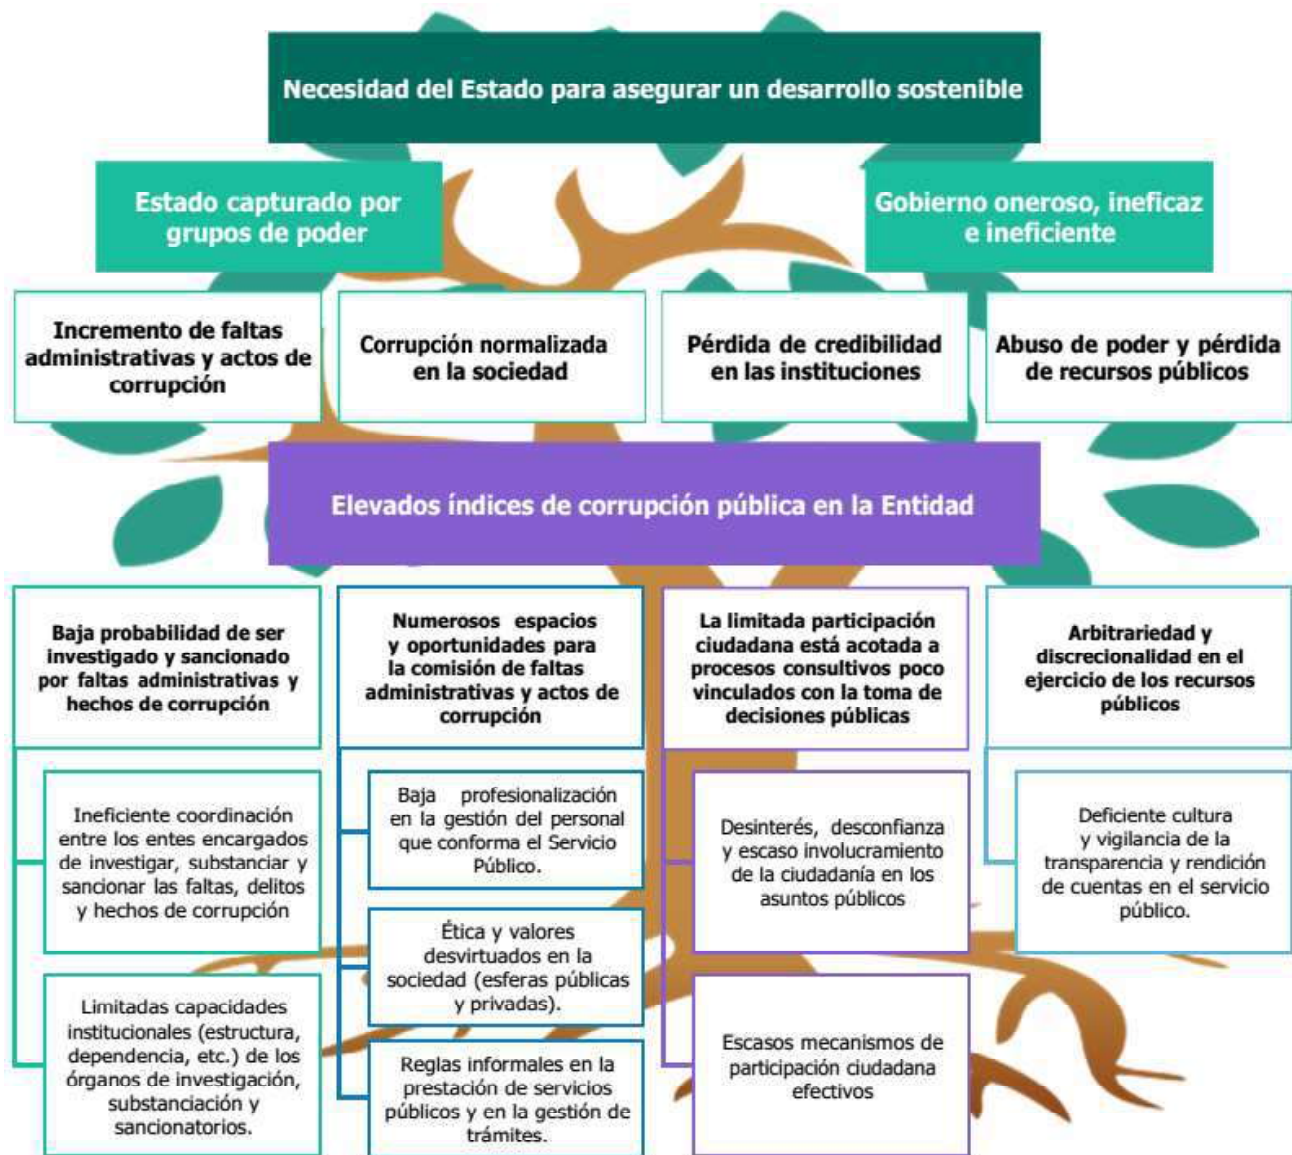 Necesidad del Estado para asegurar un desarrollo sostenible
Estado capturado por
grupos de poder
Gobierno oneroso, ineficaz
e ineficiente
Incremento de faltas
administrativas y actos de
corrupción
Corrupción normalizada
en la sociedad
Pérdida de credibilidad
en las instituciones
Abuso de poder y pérdida
de recursos públicos
Elevados índices de corrupción pública en la Entidad
Baja probabilidad de ser
investigado y sancionado
por faltas administrativas y
hechos de corrupción
Ineficiente coordinación
entre los entes encargados
de investigar, substanciar y
sancionar las faltas, delitos
y hechos de corrupción
Limitadas capacidades
institucionales (estructura,
dependencia, etc.) de los
órganos de investigación,
substanciación y
sancionatorios.
Numerosos espacios
y oportunidades para
la comisión de faltas
administrativas y actos de
corrupción
Baja profesionalización
en la gestión del personal
que conforma el Servicio
Público.
Ética y valores
desvirtuados en la
sociedad (esferas públicas
y privadas).
Reglas informales en la
prestación de servicios
públicos y en la gestión de
trámites.
La limitada participación
ciudadana está acotada a
procesos consultivos poco
vinculados con la toma de
decisiones públicas
Desinterés, desconfianza
y escaso involucramiento
de la ciudadanía en los
asuntos públicos
Escasos mecanismos de
participación ciudadana
efectivos
Arbitrariedad y
discrecionalidad en el
ejercicio de los recursos
públicos
Deficiente cultura
y vigilancia de la
transparencia y rendición
de cuentas en el servicio
público.